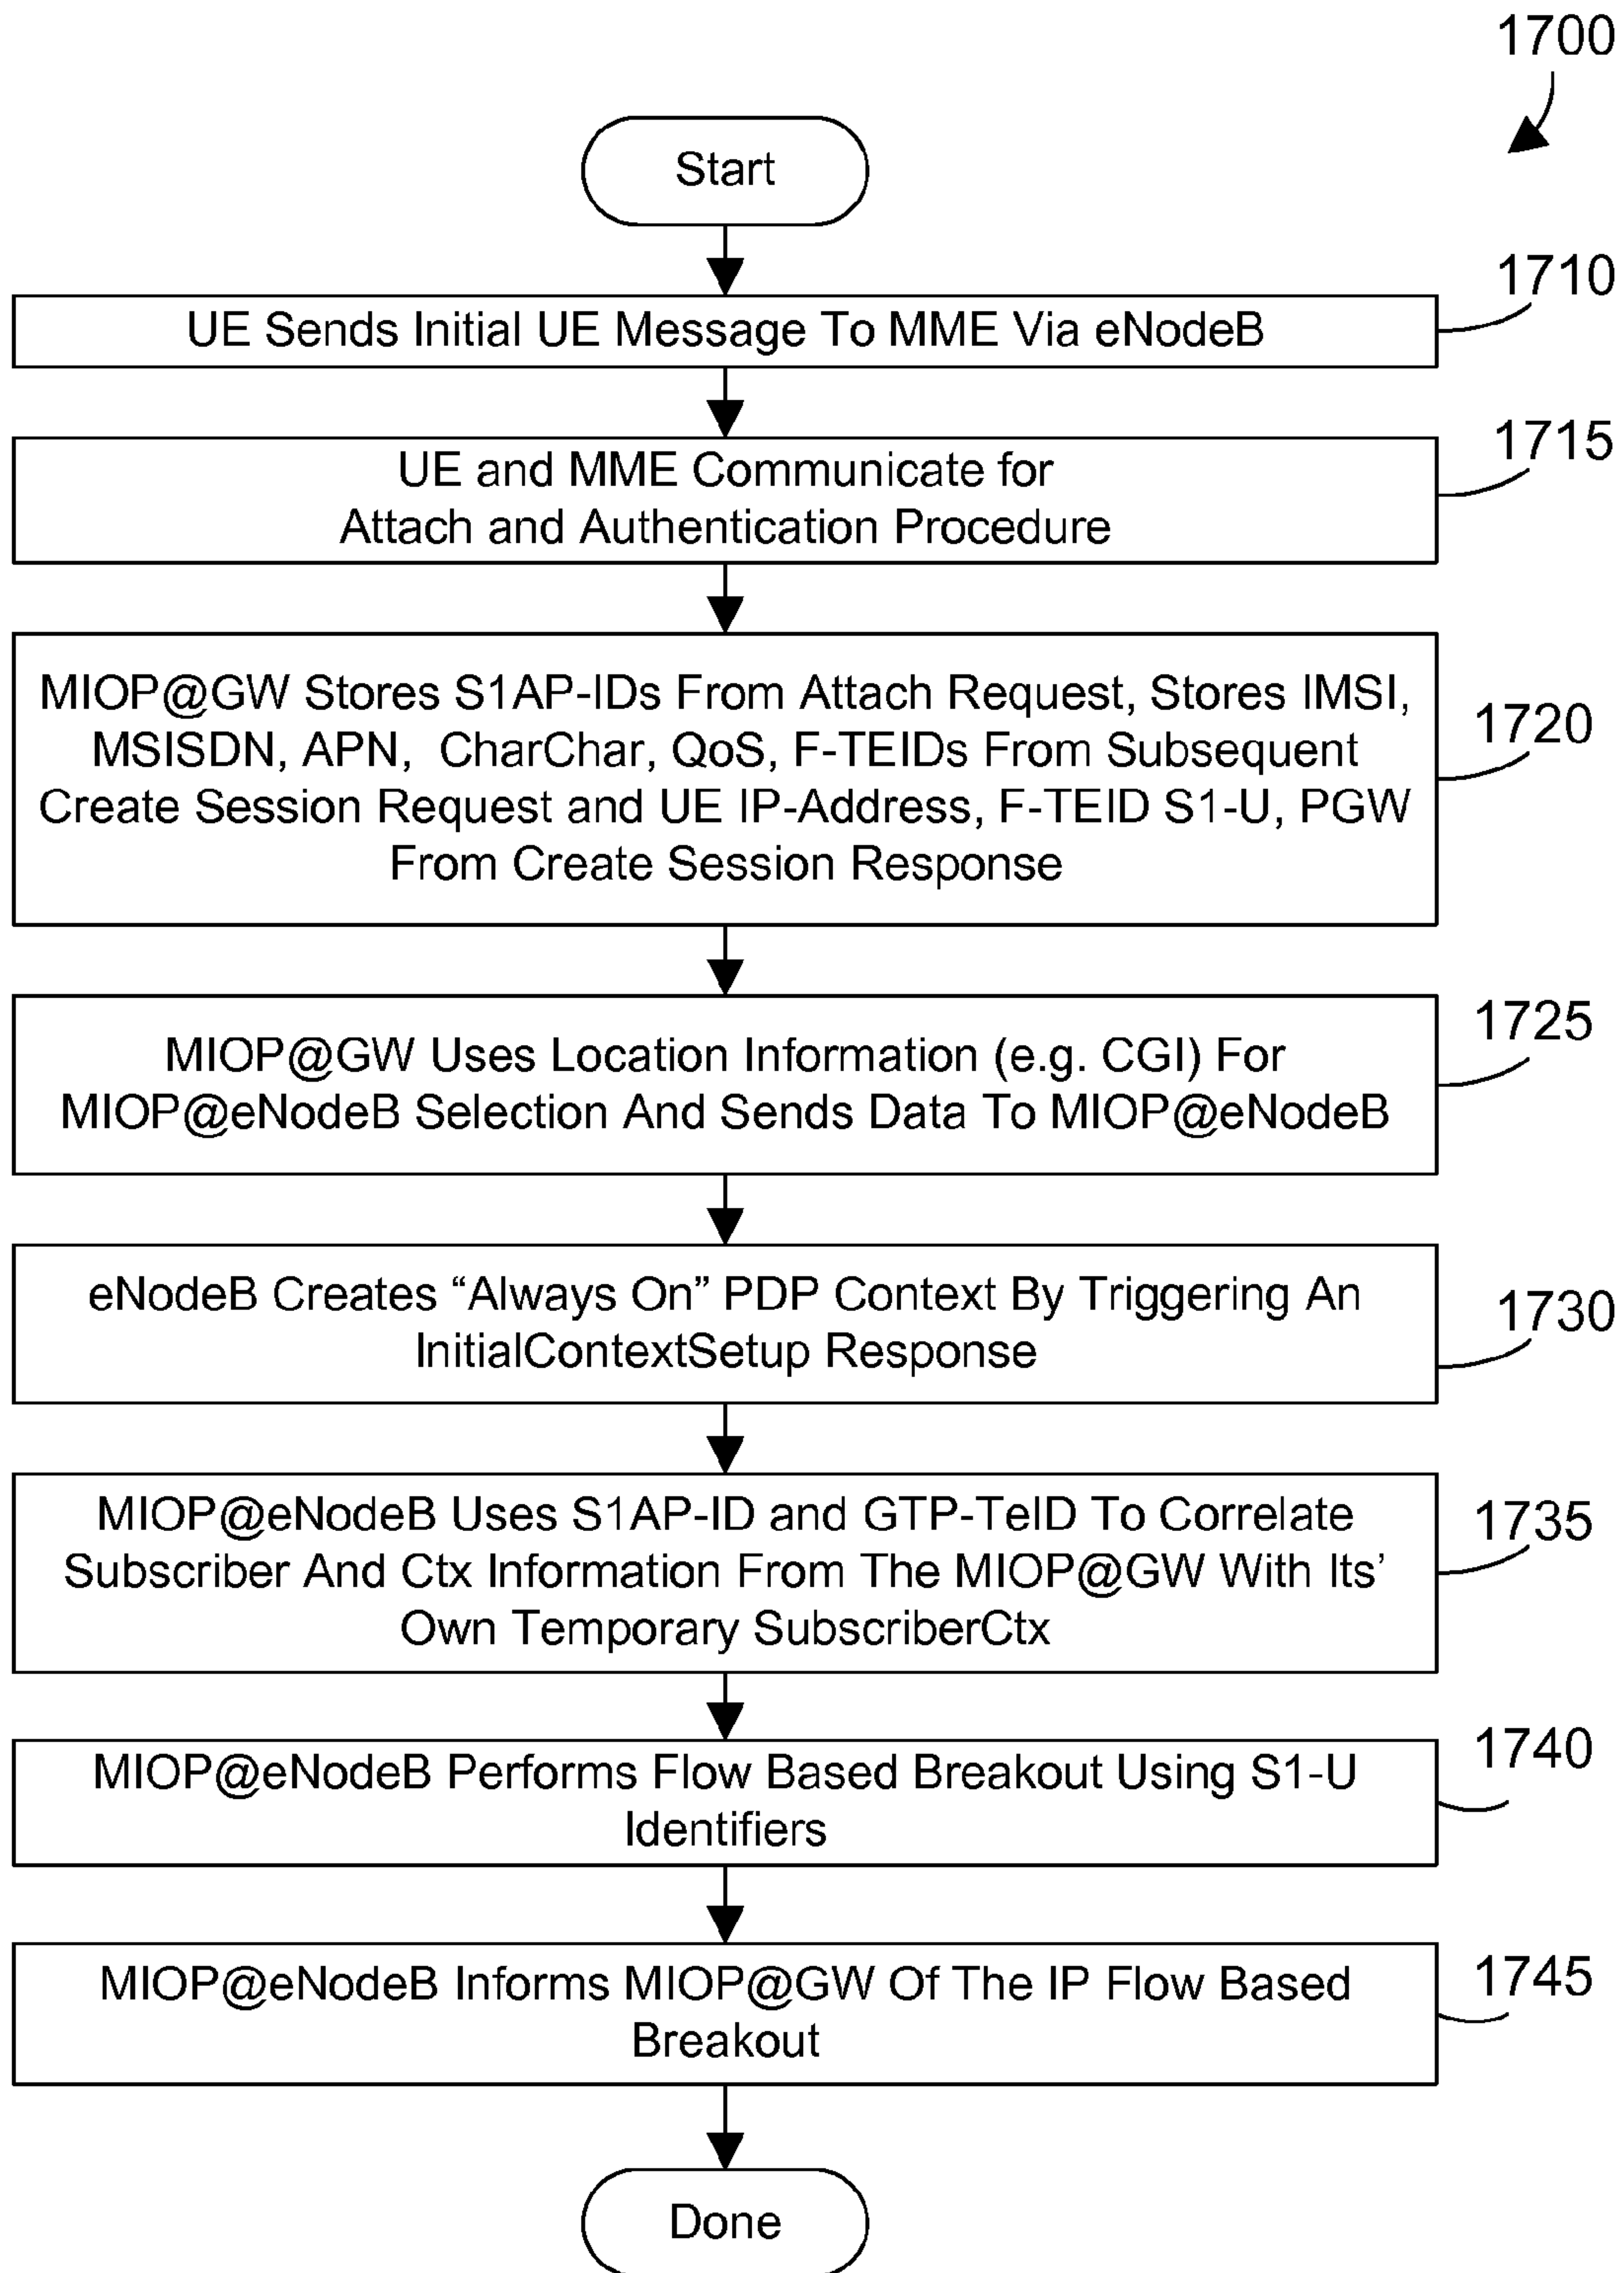 1700
Start
1710
UE Sends Initial UE Message To MME Via eNodeB
1715
UE and MME Communicate for
Attach and Authentication Procedure
1720
MIOP@GW Stores S1AP-IDs From Attach Request, Stores IMSI,
MSISDN, APN, CharChar, QoS, F-TEIDs From Subsequent
Create Session Request and UE IP-Address, F-TEID S1-U, PGW
From Create Session Response
1725
MIOP@GW Uses Location Information (e.g. CGI) For
MIOP@eNodeB Selection And Sends Data To MIOP@eNodeB
1730
eNodeB Creates “Always On” PDP Context By Triggering An
InitialContextSetup Response
1735
MIOP@eNodeB Uses S1AP-ID and GTP-TeID To Correlate
Subscriber And Ctx Information From The MIOP@GW With Its’
Own Temporary SubscriberCtx
1740
MIOP@eNodeB Performs Flow Based Breakout Using S1-U
Identifiers
1745
MIOP@eNodeB Informs MIOP@GW Of The IP Flow Based
Breakout
Done